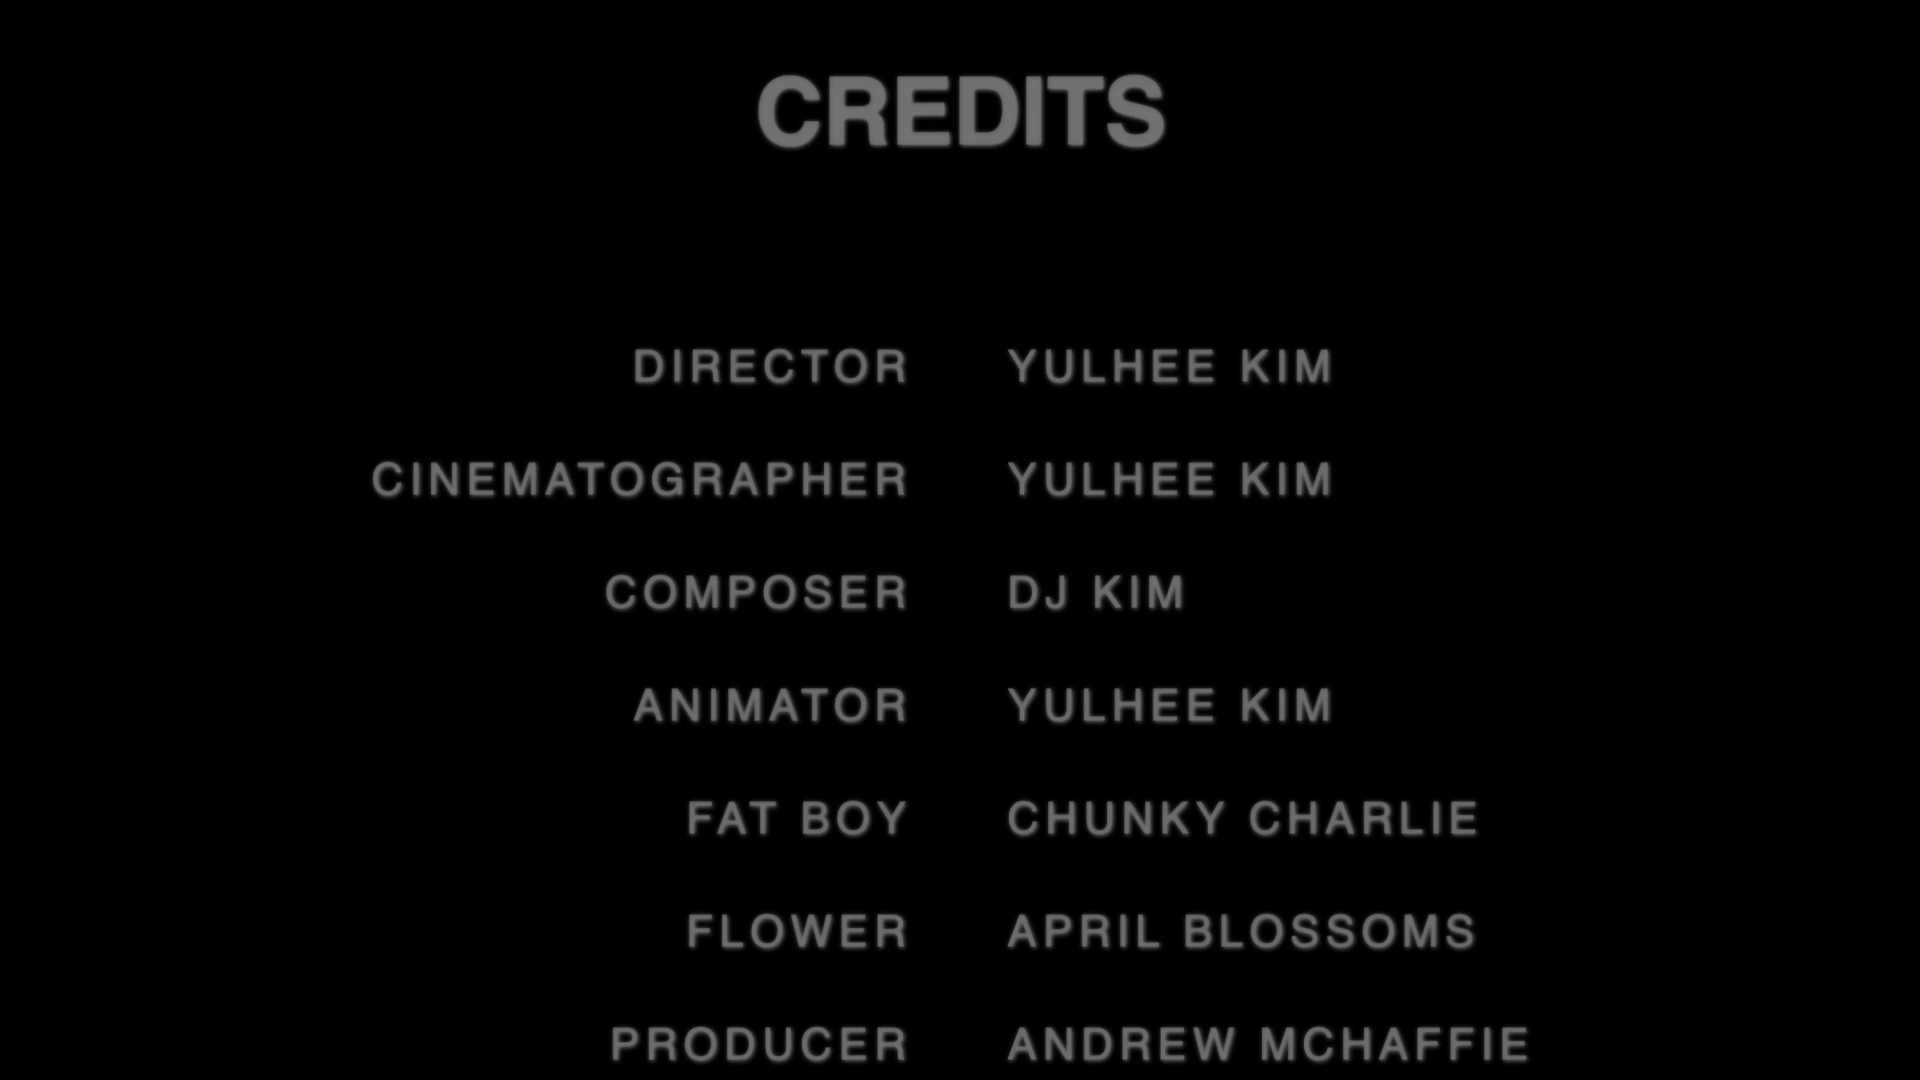 CREDITS
DIRECTOR YULHEE KIM
CINEMATOGRAPHER YULHEE KIM
COMPOSER DJ KIM
ANIMATOR YULHEE KIM
FAT BOY CHUNKY CHARLIE
FLOWER APRIL BLOSSOMS
PRODUCER ANDREW MCHAFFIE